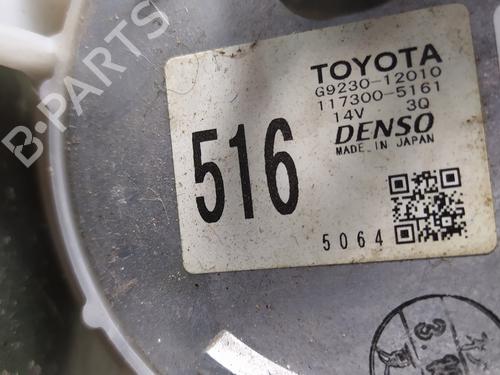 B-PARTS
TOYOTA
G9230-12010
117300-5161
14V 3Q
DENSO
MADE IN JAPAN
516
5064